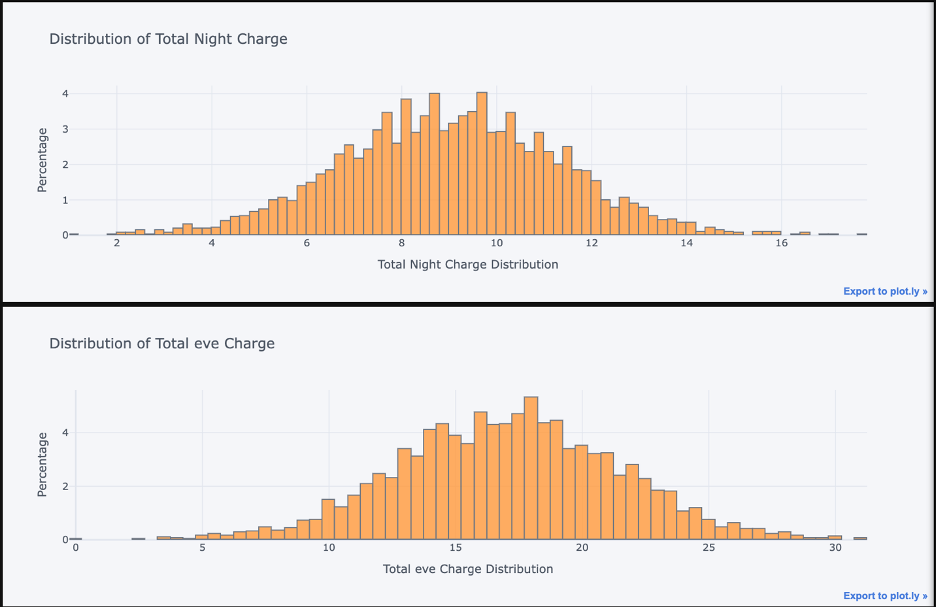 Distribution of Total Night Charge
4
3
2
1
0
Percentage
2 4 6 8 10 12 14 16
Total Night Charge Distribution
Export to plot.ly »
Distribution of Total eve Charge
4
2
0
Percentage
0 5 10 15 20 25 30
Total eve Charge Distribution
Export to plot.ly »